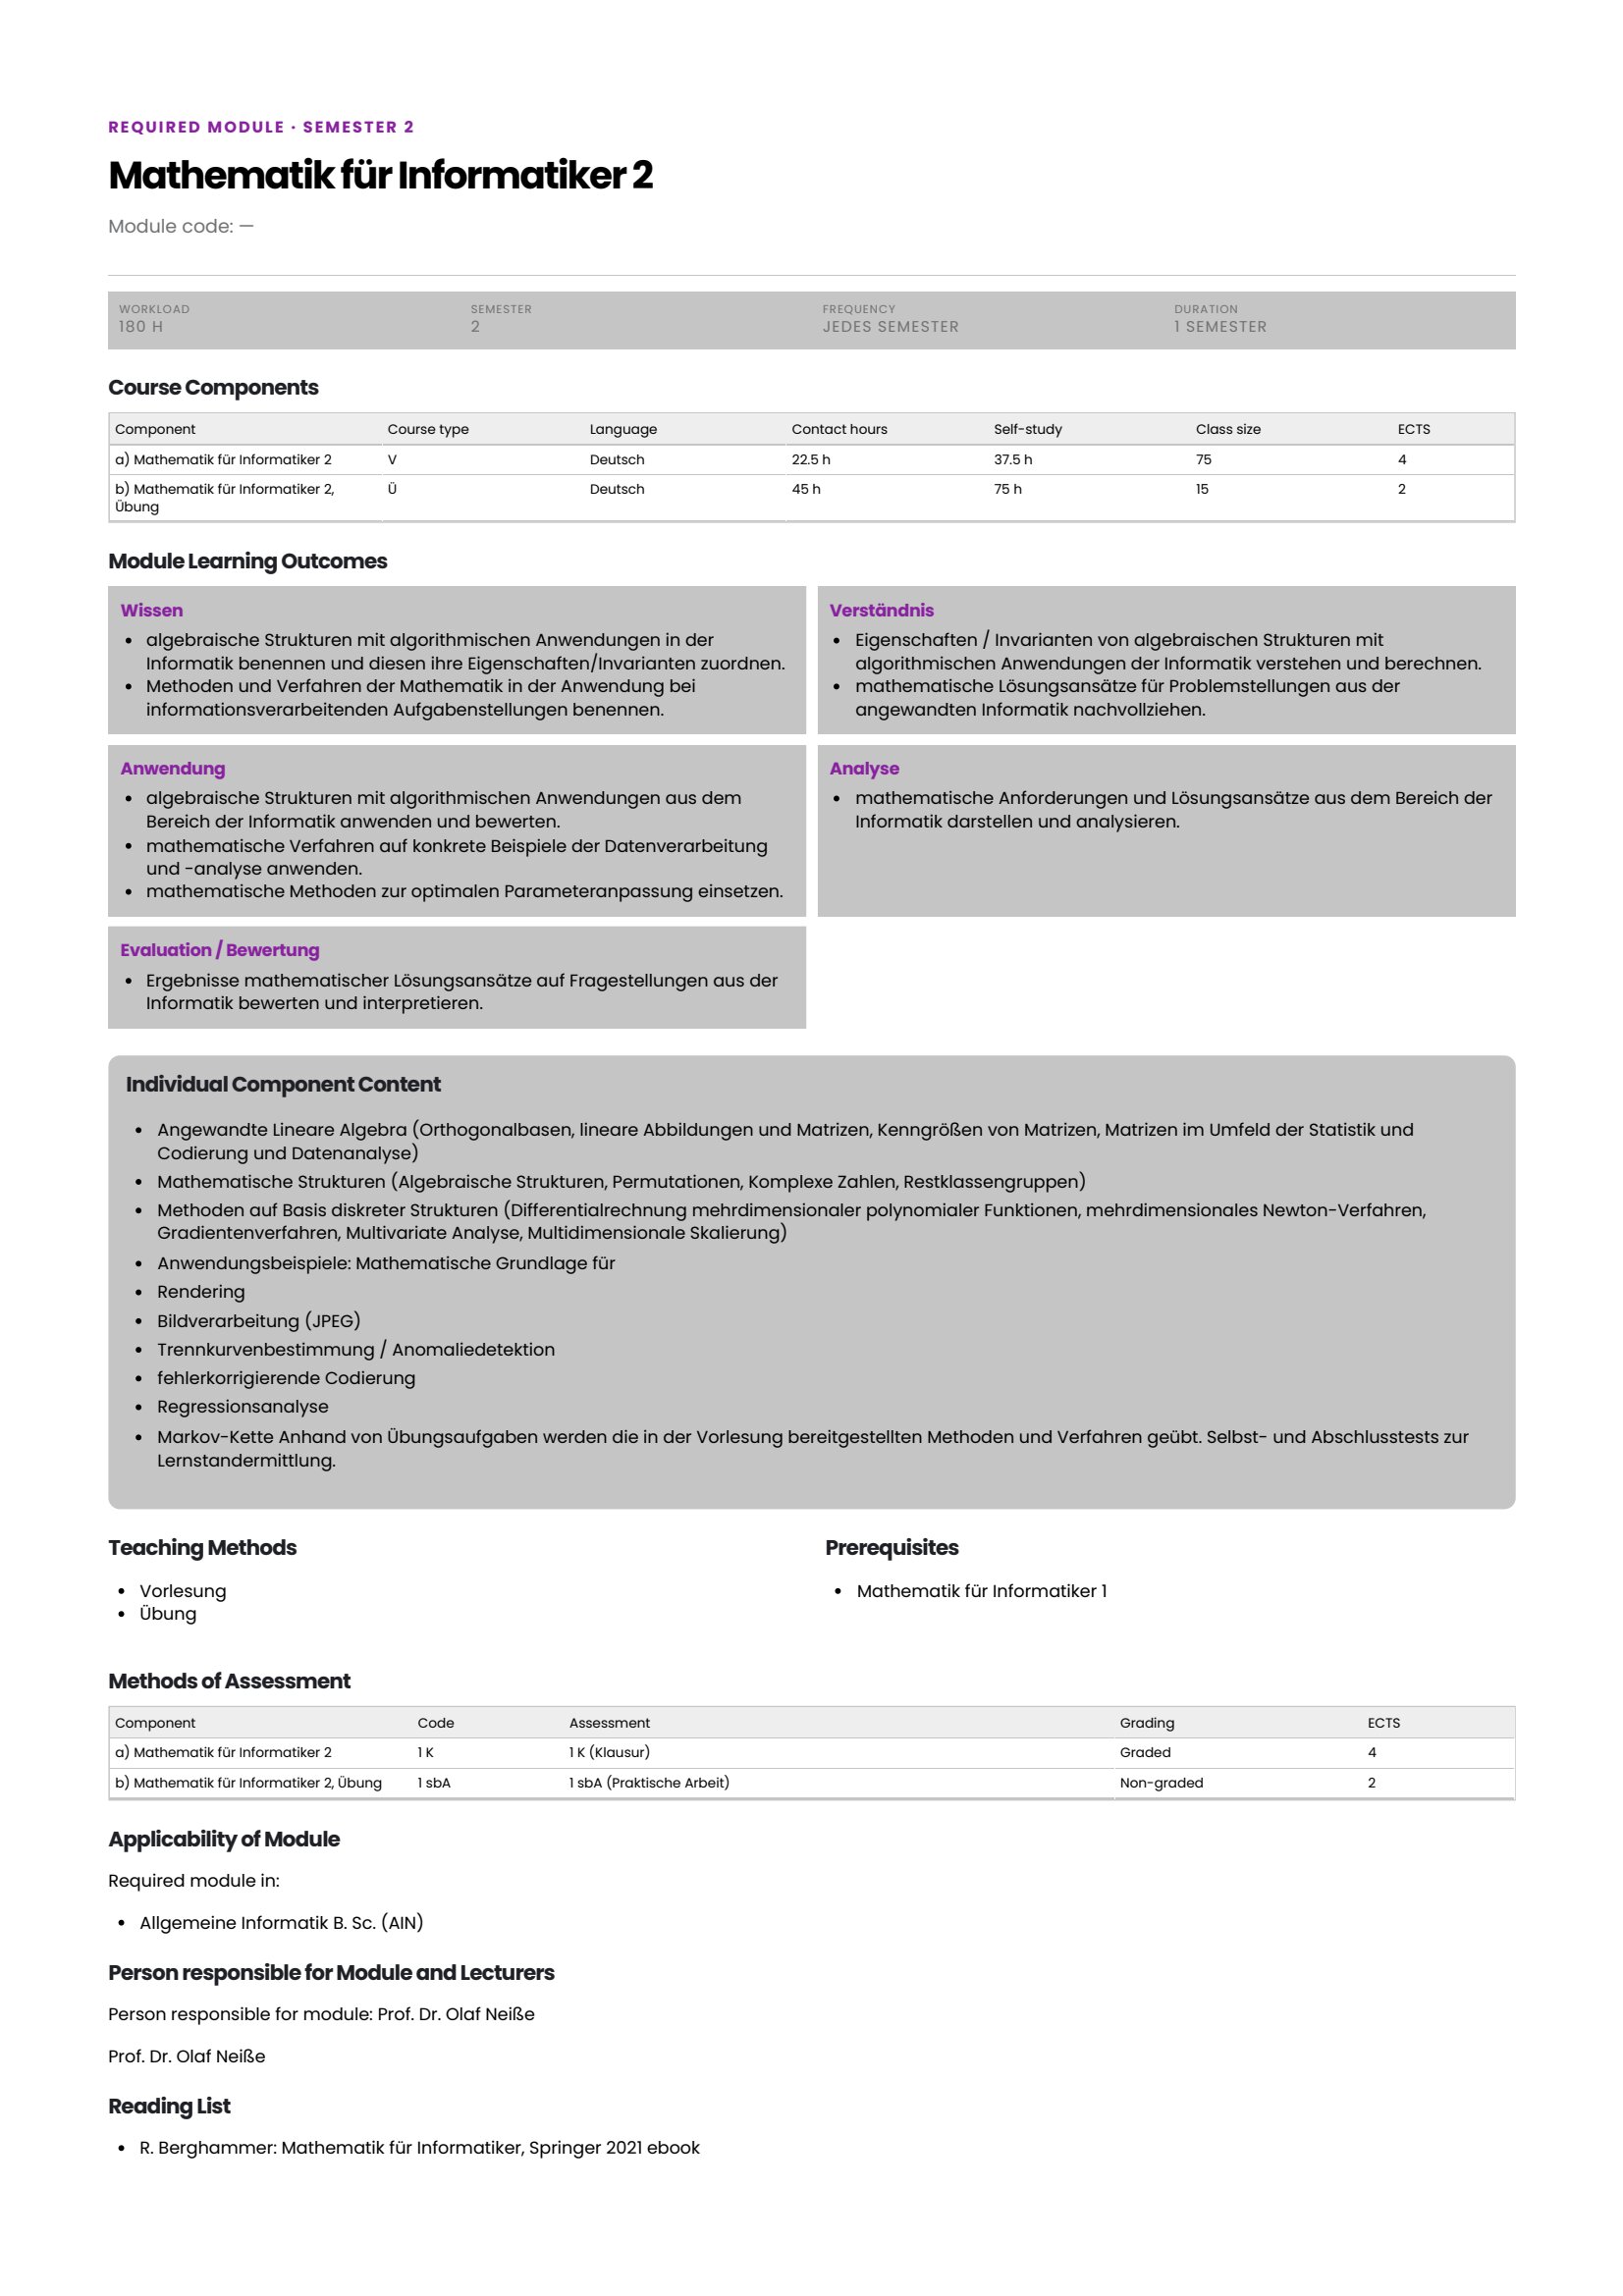 REQUIRED MODULE · SEMESTER 2
Mathematik für Informatiker 2
Module code: —
WORKLOAD SEMESTER FREQUENCY DURATION
180 H 2 JEDES SEMESTER 1 SEMESTER
Course Components
Component Course type Language Contact hours Self-study Class size ECTS
a) Mathematik für Informatiker 2 V Deutsch 22.5 h 37.5 h 75 4
b) Mathematik für Informatiker 2, Ü Deutsch 45 h 75 h 15 2
Übung
Module Learning Outcomes
Wissen
• algebraische Strukturen mit algorithmischen Anwendungen in der
Informatik benennen und diesen ihre Eigenschaften/Invarianten zuordnen.
• Methoden und Verfahren der Mathematik in der Anwendung bei
informationsverarbeitenden Aufgabenstellungen benennen.
Verständnis
• Eigenschaften / Invarianten von algebraischen Strukturen mit
algorithmischen Anwendungen der Informatik verstehen und berechnen.
• mathematische Lösungsansätze für Problemstellungen aus der
angewandten Informatik nachvollziehen.
Anwendung
• algebraische Strukturen mit algorithmischen Anwendungen aus dem
Bereich der Informatik anwenden und bewerten.
• mathematische Verfahren auf konkrete Beispiele der Datenverarbeitung
und -analyse anwenden.
• mathematische Methoden zur optimalen Parameteranpassung einsetzen.
Analyse
• mathematische Anforderungen und Lösungsansätze aus dem Bereich der
Informatik darstellen und analysieren.
Evaluation / Bewertung
• Ergebnisse mathematischer Lösungsansätze auf Fragestellungen aus der
Informatik bewerten und interpretieren.
Individual Component Content
• Angewandte Lineare Algebra (Orthogonalbasen, lineare Abbildungen und Matrizen, Kenngrößen von Matrizen, Matrizen im Umfeld der Statistik und
Codierung und Datenanalyse)
• Mathematische Strukturen (Algebraische Strukturen, Permutationen, Komplexe Zahlen, Restklassengruppen)
• Methoden auf Basis diskreter Strukturen (Differentialrechnung mehrdimensionaler polynomialer Funktionen, mehrdimensionales Newton-Verfahren,
Gradientenverfahren, Multivariate Analyse, Multidimensionale Skalierung)
• Anwendungsbeispiele: Mathematische Grundlage für
• Rendering
• Bildverarbeitung (JPEG)
• Trennkurvenbestimmung / Anomaliedetektion
• fehlerkorrigierende Codierung
• Regressionsanalyse
• Markov-Kette Anhand von Übungsaufgaben werden die in der Vorlesung bereitgestellten Methoden und Verfahren geübt. Selbst- und Abschlusstests zur
Lernstandermittlung.
Teaching Methods
• Vorlesung
• Übung
Prerequisites
• Mathematik für Informatiker 1
Methods of Assessment
Component Code Assessment Grading ECTS
a) Mathematik für Informatiker 2 1 K 1 K (Klausur) Graded 4
b) Mathematik für Informatiker 2, Übung 1 sbA 1 sbA (Praktische Arbeit) Non-graded 2
Applicability of Module
Required module in:
• Allgemeine Informatik B. Sc. (AIN)
Person responsible for Module and Lecturers
Person responsible for module: Prof. Dr. Olaf Neiße
Prof. Dr. Olaf Neiße
Reading List
• R. Berghammer: Mathematik für Informatiker, Springer 2021 ebook